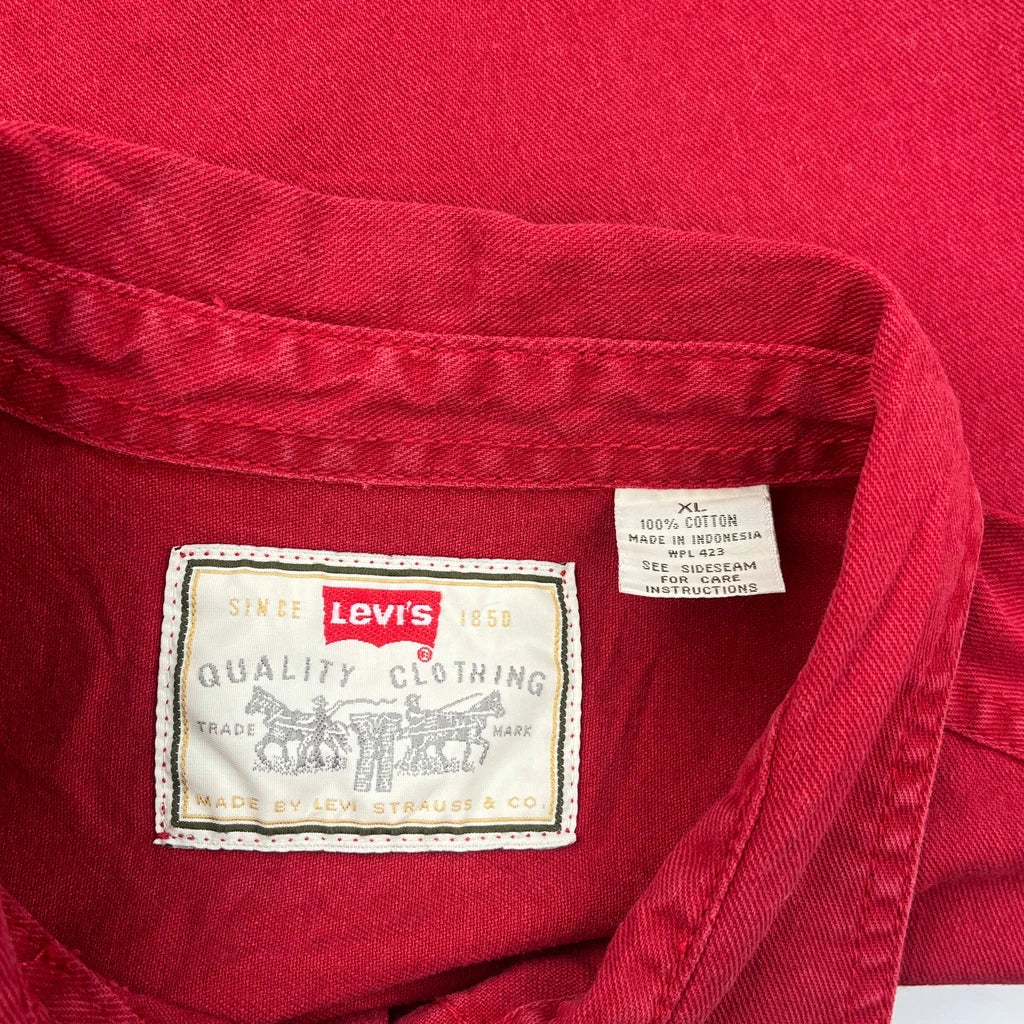 XL
100% COTTON
MADE IN INDONESIA
WPL 423
SEE SIDESEAM
FOR CARE
INSTRUCTIONS
SINCE LEVI'S 1850
®
QUALITY CLOTHING
TRADE MARK
MADE BY LEVI STRAUSS & CO.